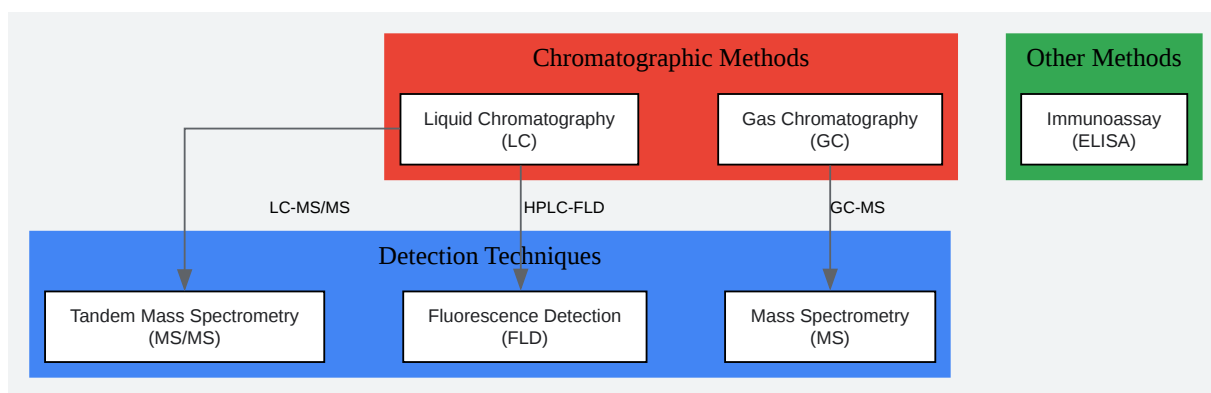 Chromatographic Methods
Other Methods
Liquid Chromatography
(LC)
Gas Chromatography
(GC)
Immunoassay
(ELISA)
LC-MS/MS
HPLC-FLD
GC-MS
Detection Techniques
Tandem Mass Spectrometry
(MS/MS)
Fluorescence Detection
(FLD)
Mass Spectrometry
(MS)